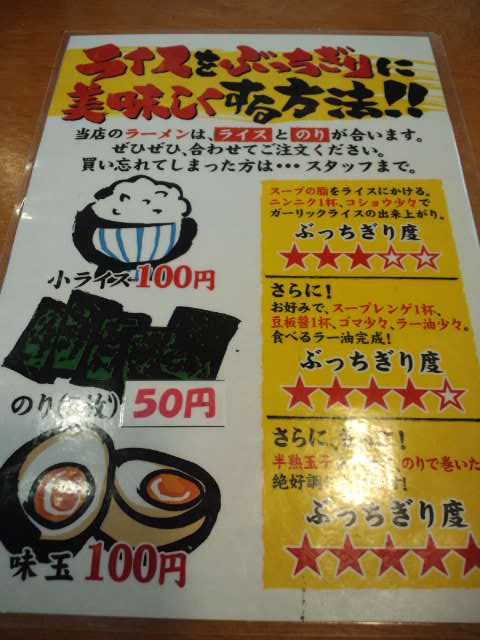 ライスをぶっちぎりに
美味しくする方法!!
当店のラーメンは、ライスとのりが合います。
ぜひぜひ、合わせてご注文ください。
買い忘れてしまった方は・・・スタッフまで。
小ライス100円
のり( 枚) 50円
味玉100円
スープの脂をライスにかける。
ニンニク1杯、コショウ少々で
ガーリックライスの出来上がり。
ぶっちぎり度
★★★☆☆
さらに!
お好みで、スープレンゲ1杯、
豆板醤1杯、ゴマ少々、ラー油少々。
食べるラー油完成!
ぶっちぎり度
★★★★☆
さらに、 !
半熟玉子 のりで巻いた
絶好調 !
ぶっちぎり度
★★★★★